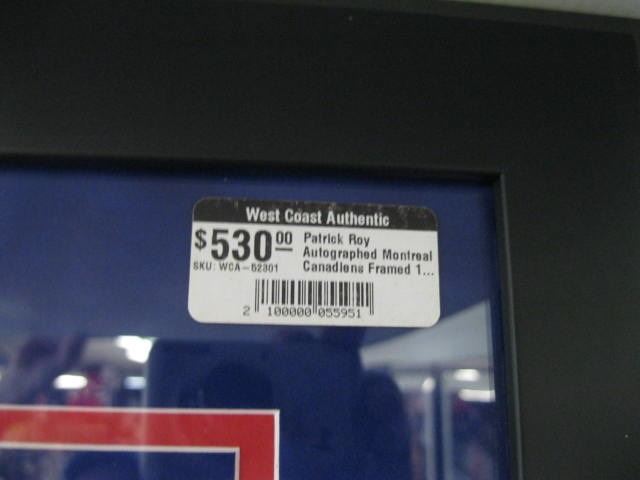 West Coast Authentic
$530.00 Patrick Roy
Autographed Montreal
SKU: WCA-52301 Canadiens Framed 1...
2 100000 055951